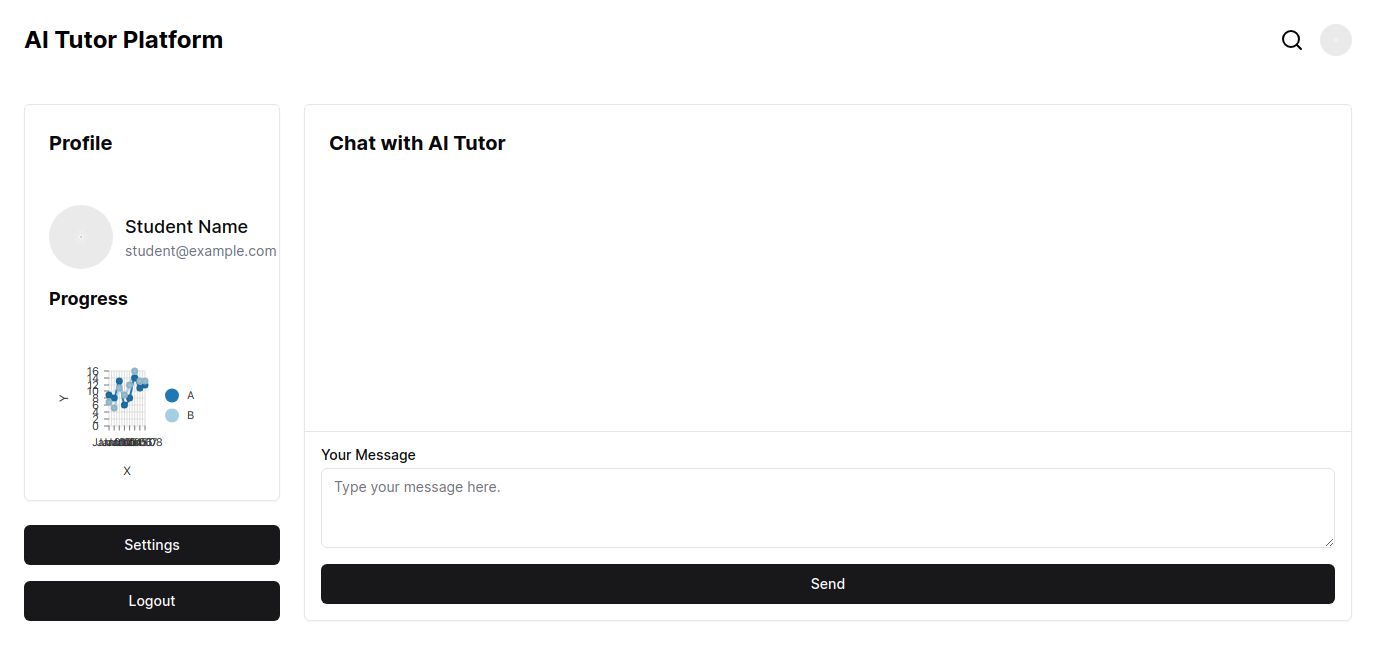 AI Tutor Platform
Profile
Student Name
student@example.com
Progress
16
14
12
10
8
6
4
2
0
Y
X
A
B
Settings
Logout
Chat with AI Tutor
Your Message
Type your message here.
Send